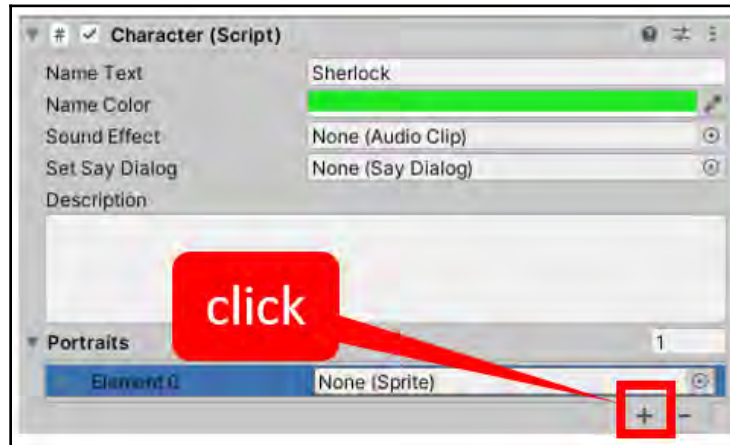 # Character (Script)
Name Text Sherlock
Name Color
Sound Effect None (Audio Clip)
Set Say Dialog None (Say Dialog)
Description
click
Portraits 1
Element 0 None (Sprite)
+ -